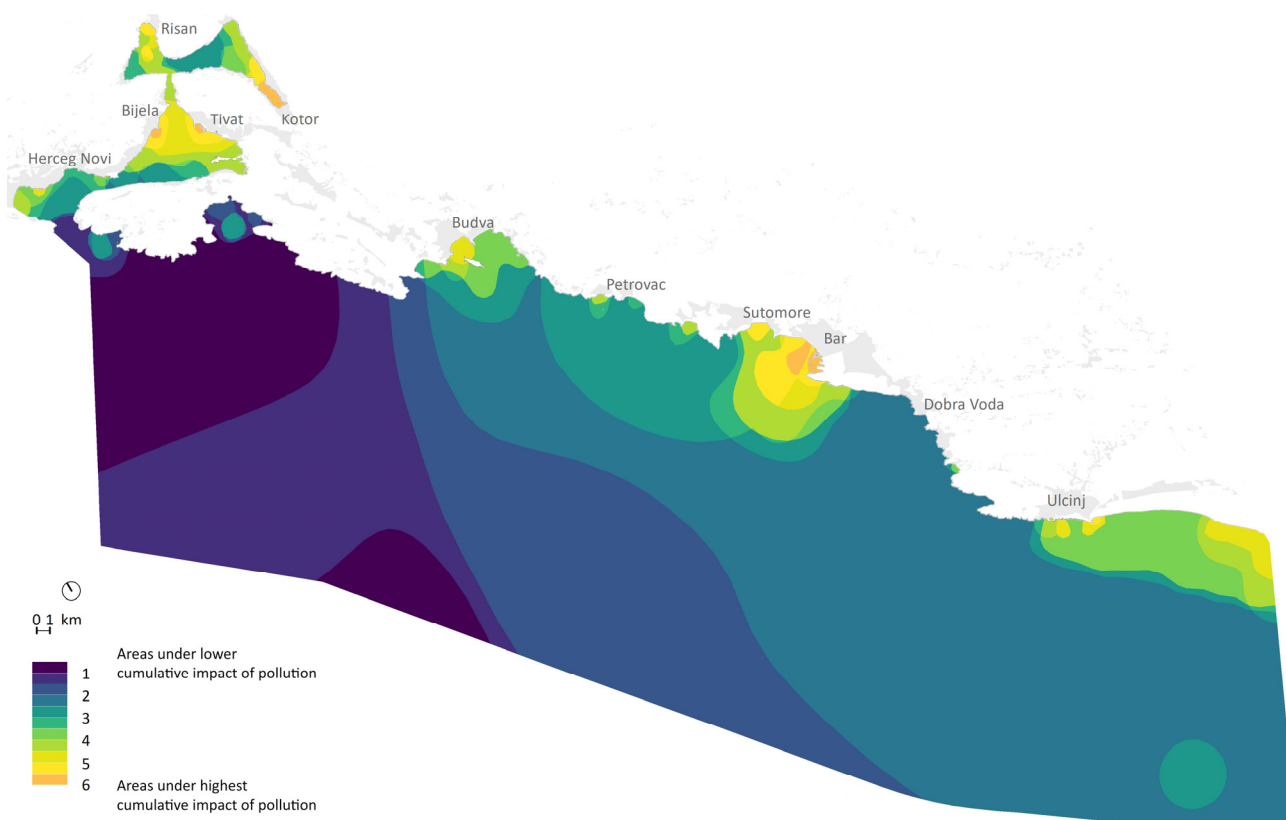 Risan
Bijela
Tivat
Kotor
Herceg Novi
Budva
Petrovac
Sutomore
Bar
Dobra Voda
Ulcinj
0 1 km
Areas under lower
cumulative impact of pollution
1
2
3
4
5
6
Areas under highest
cumulative impact of pollution